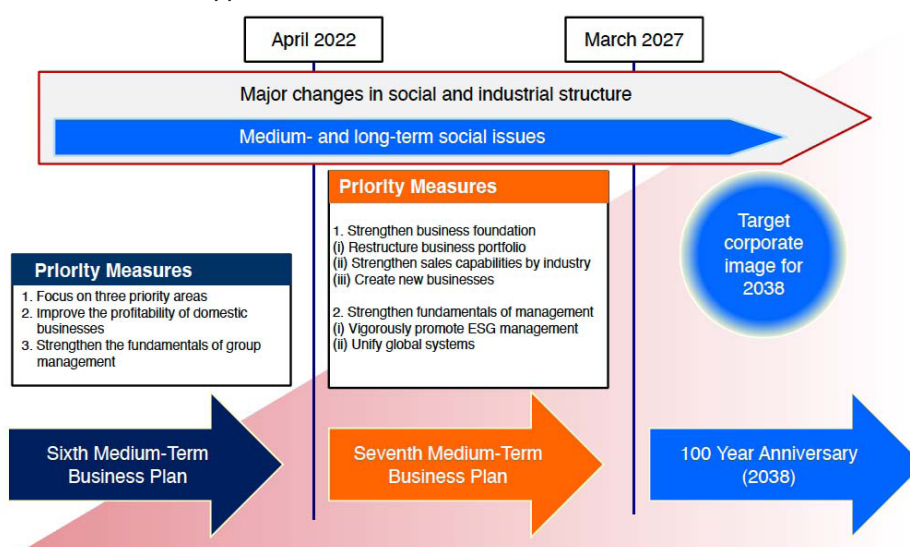 April 2022
March 2027
Major changes in social and industrial structure
Medium- and long-term social issues
Priority Measures
1. Focus on three priority areas
2. Improve the profitability of domestic
businesses
3. Strengthen the fundamentals of group
management
Priority Measures
1. Strengthen business foundation
(i) Restructure business portfolio
(ii) Strengthen sales capabilities by industry
(iii) Create new businesses
2. Strengthen fundamentals of management
(i) Vigorously promote ESG management
(ii) Unify global systems
Target
corporate
image for
2038
Sixth Medium-Term
Business Plan
Seventh Medium-Term
Business Plan
100 Year Anniversary
(2038)